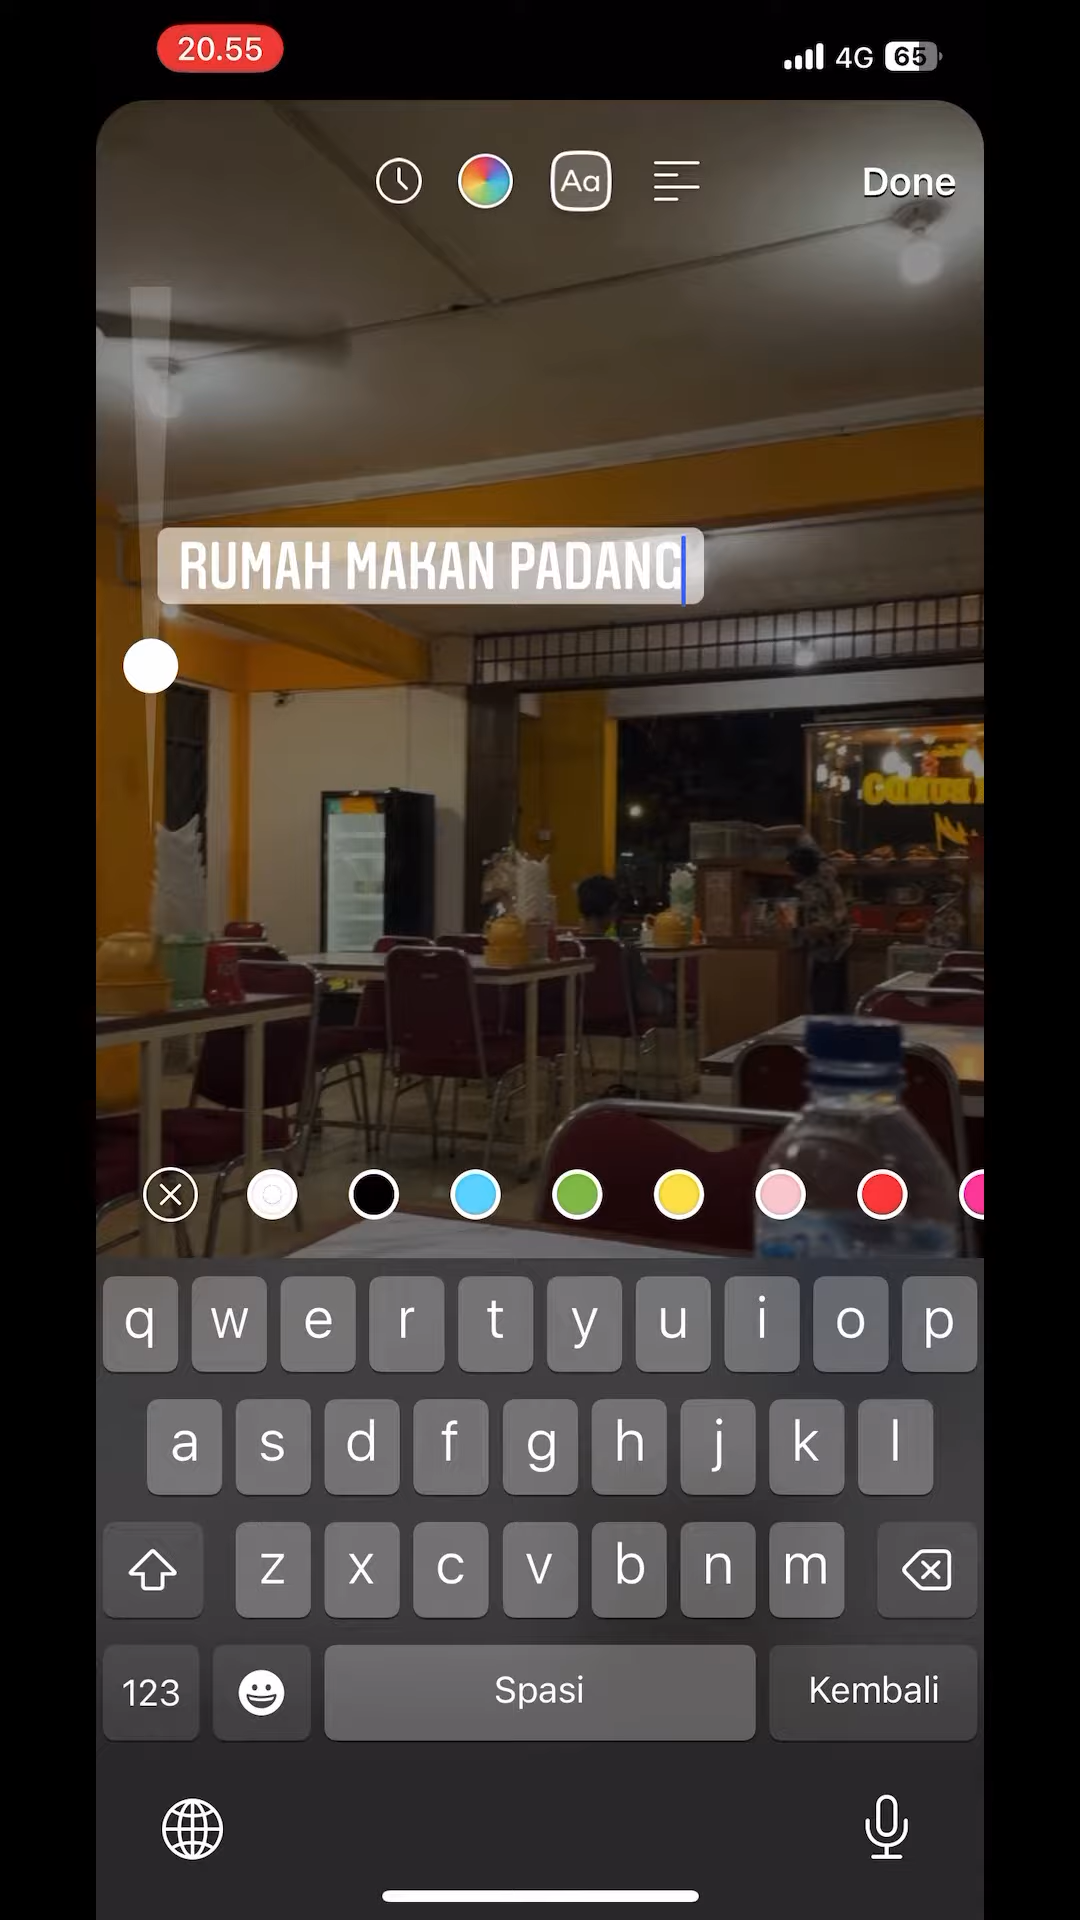 20.55
4G 65
Aa
Done
RUMAH MAKAN PADANG
q w e r t y u i o p
a s d f g h j k l
z x c v b n m
123 Spasi Kembali